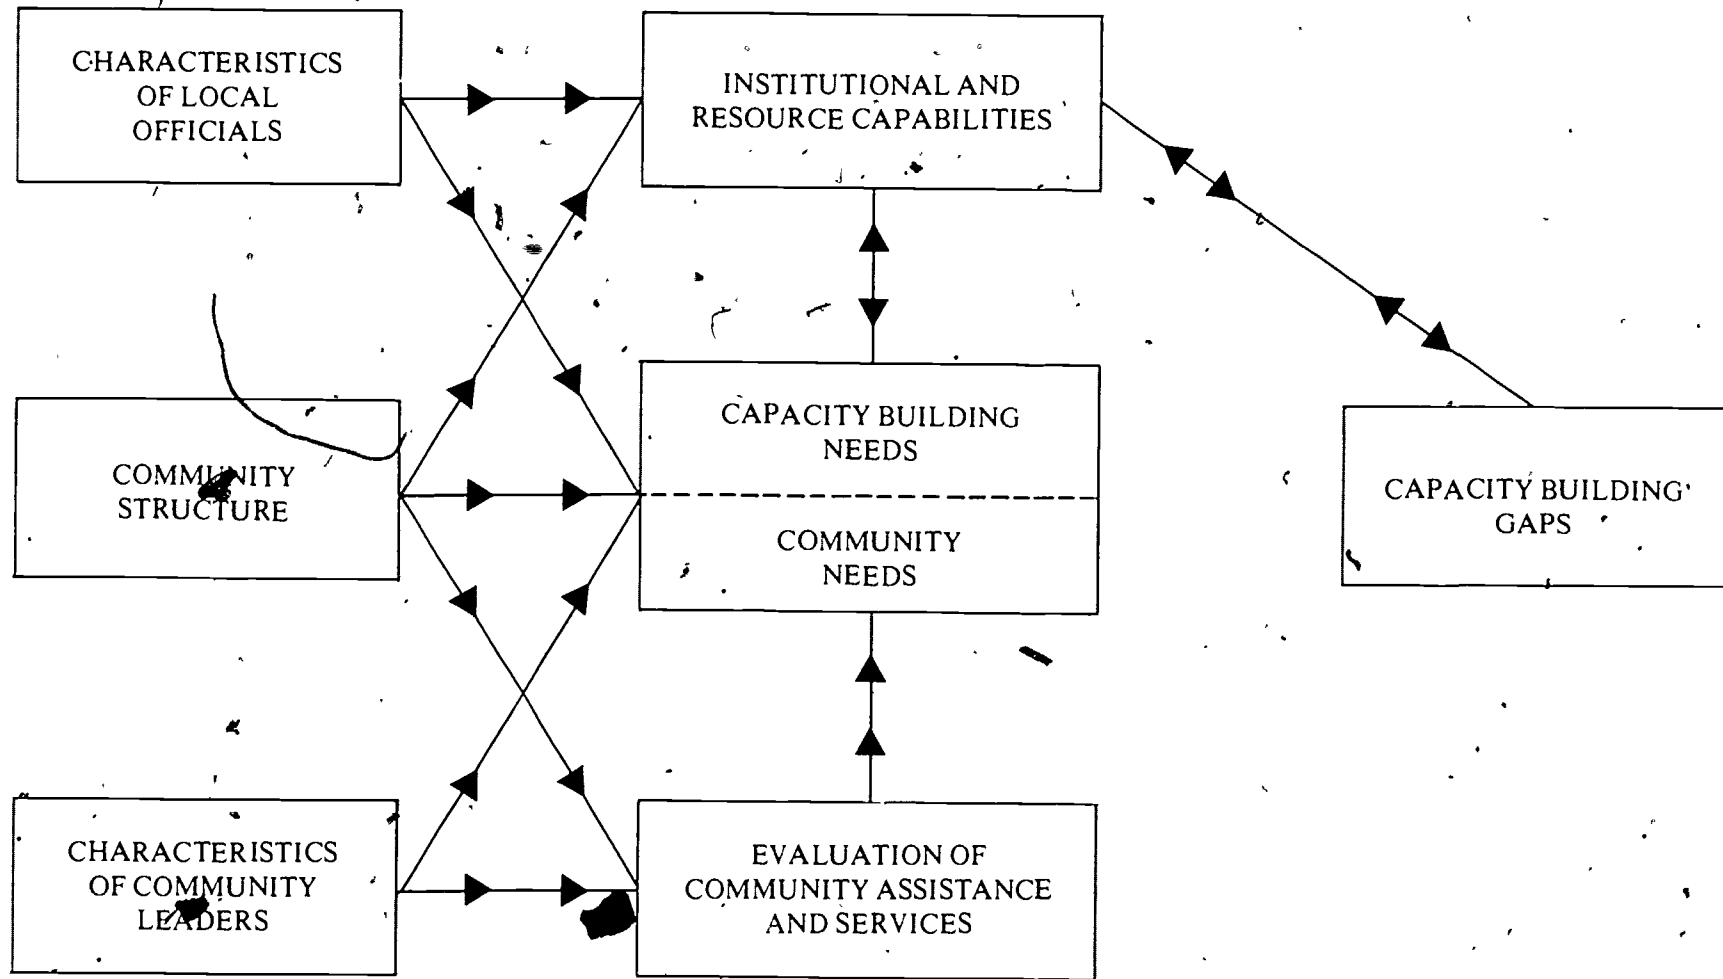 CHARACTERISTICS
OF LOCAL
OFFICIALS
INSTITUTIONAL AND
RESOURCE CAPABILITIES
COMMUNITY
STRUCTURE
CAPACITY BUILDING
NEEDS
COMMUNITY
NEEDS
CAPACITY BUILDING
GAPS
CHARACTERISTICS
OF COMMUNITY
LEADERS
EVALUATION OF
COMMUNITY ASSISTANCE
AND SERVICES